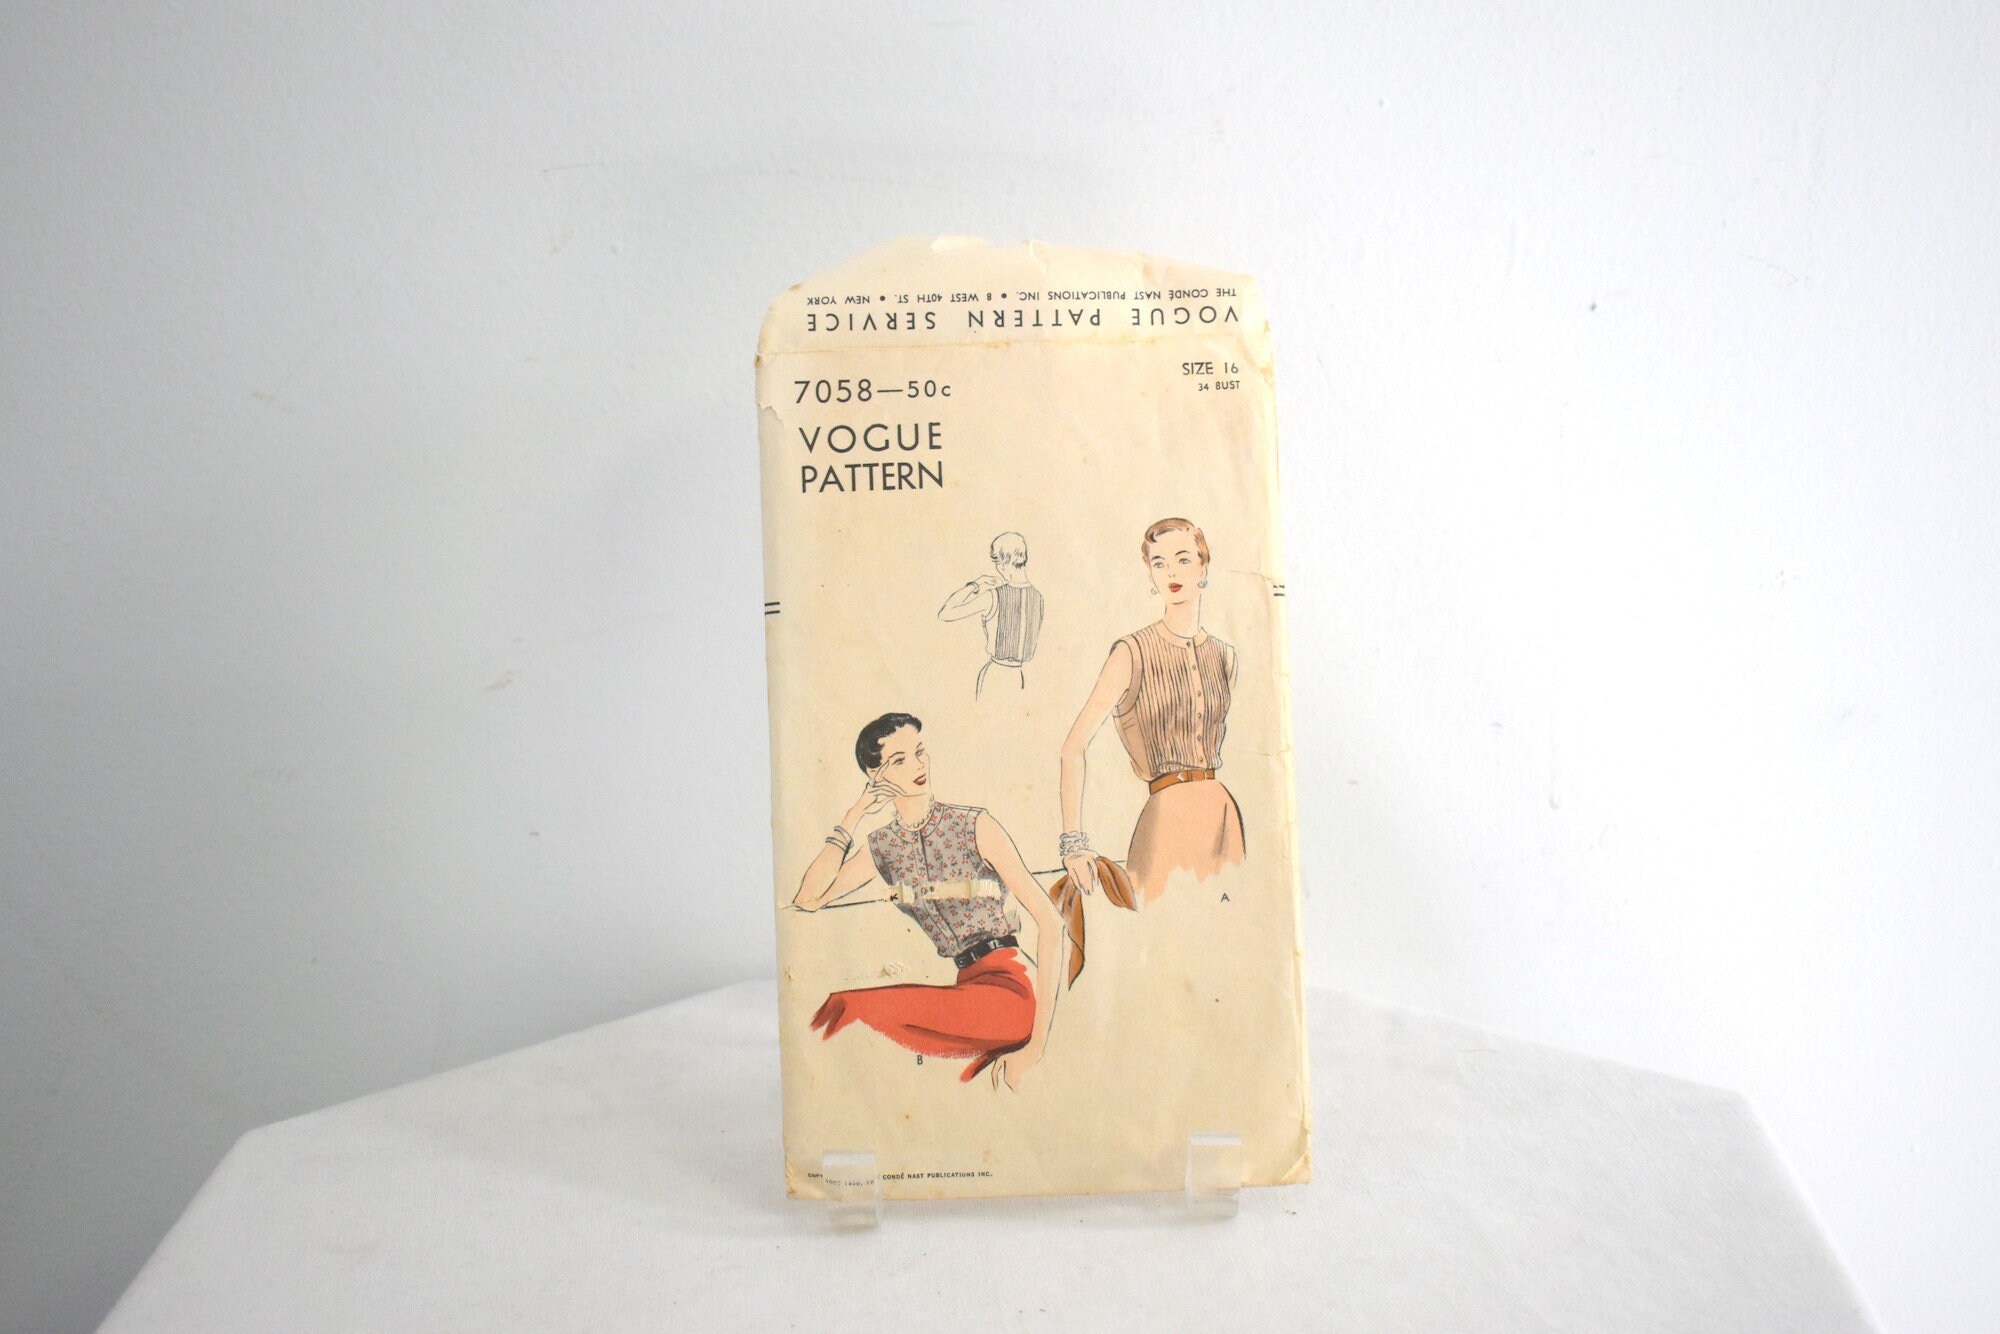 THE CONDÉ NAST PUBLICATIONS INC. • 8 WEST 40TH ST. • NEW YORK
VOGUE PATTERN SERVICE
7058—50c
SIZE 16
34 BUST
VOGUE
PATTERN
A
B
CONDÉ NAST PUBLICATIONS INC.